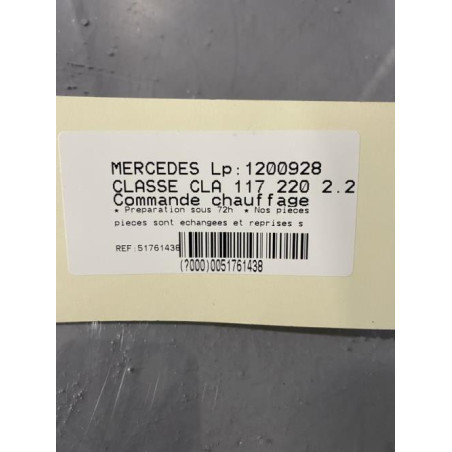 MERCEDES Lp:1200928
CLASSE CLA 117 220 2.2
Commande chauffage
* Preparation sous 72h * Nos pieces
pieces sont echangees et reprises s
REF:51761438
(?000)0051761438